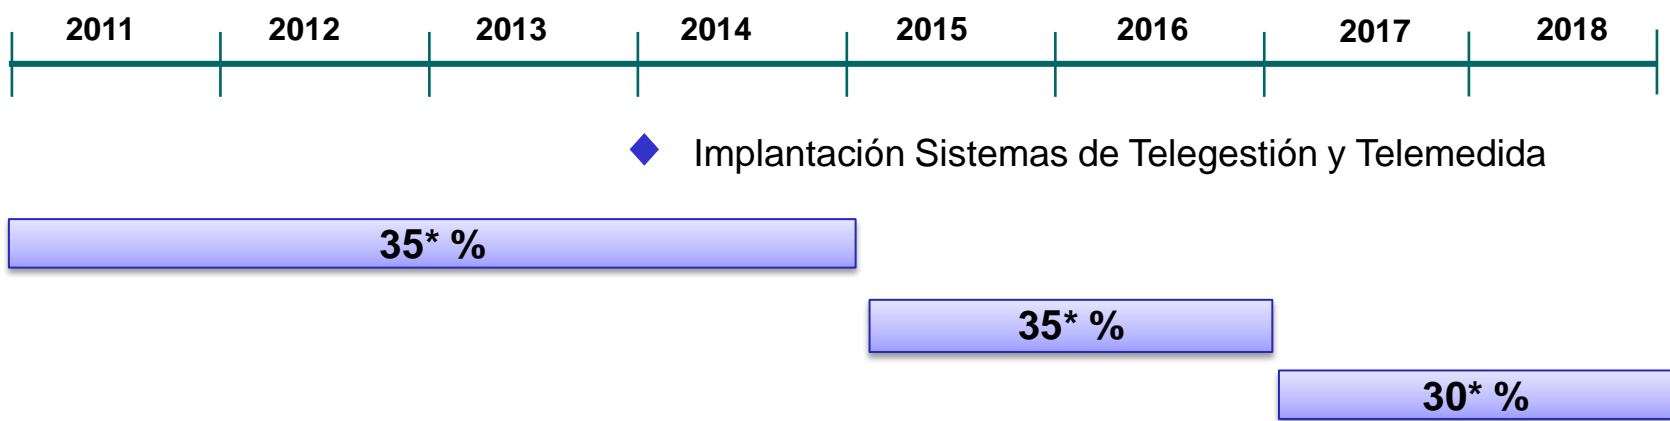 2011 2012 2013 2014 2015 2016 2017 2018
Implantación Sistemas de Telegestión y Telemedida
35* %
35* %
30* %